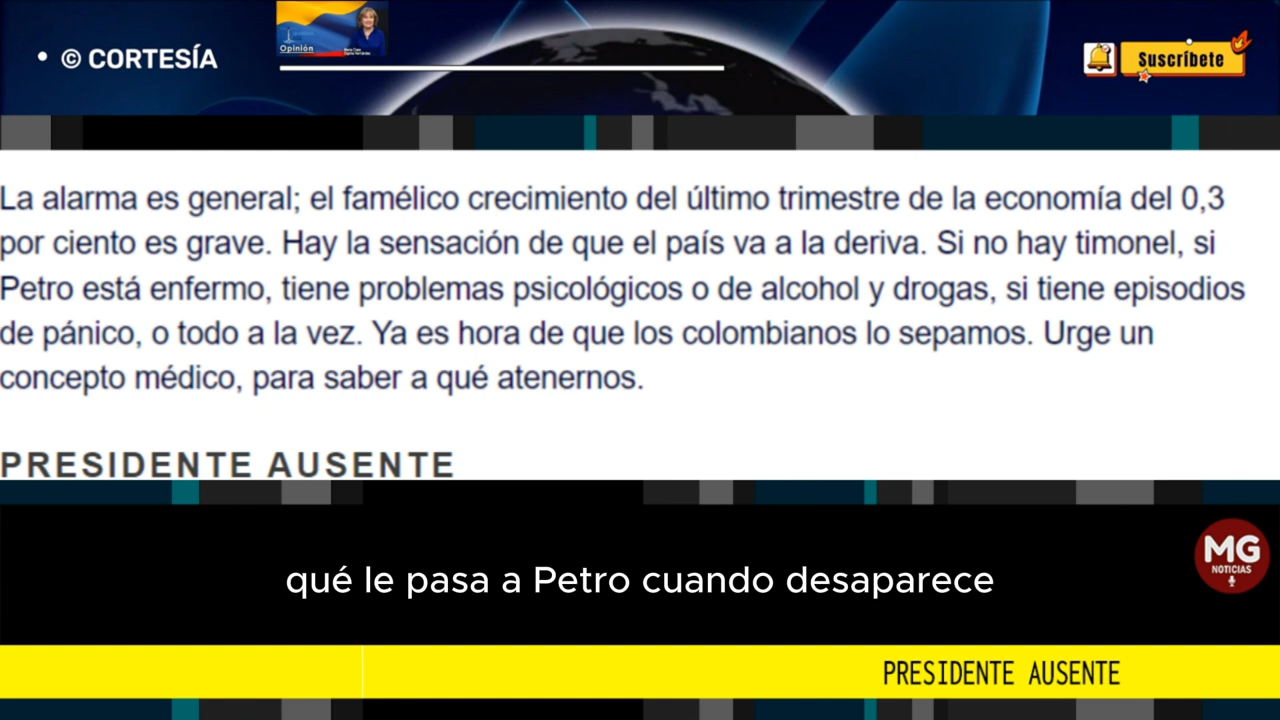 • © CORTESÍA
Opinión
Suscríbete
La alarma es general; el famélico crecimiento del último trimestre de la economía del 0,3
por ciento es grave. Hay la sensación de que el país va a la deriva. Si no hay timonel, si
Petro está enfermo, tiene problemas psicológicos o de alcohol y drogas, si tiene episodios
de pánico, o todo a la vez. Ya es hora de que los colombianos lo sepamos. Urge un
concepto médico, para saber a qué atenernos.
PRESIDENTE AUSENTE
MG
NOTICIAS
qué le pasa a Petro cuando desaparece
PRESIDENTE AUSENTE